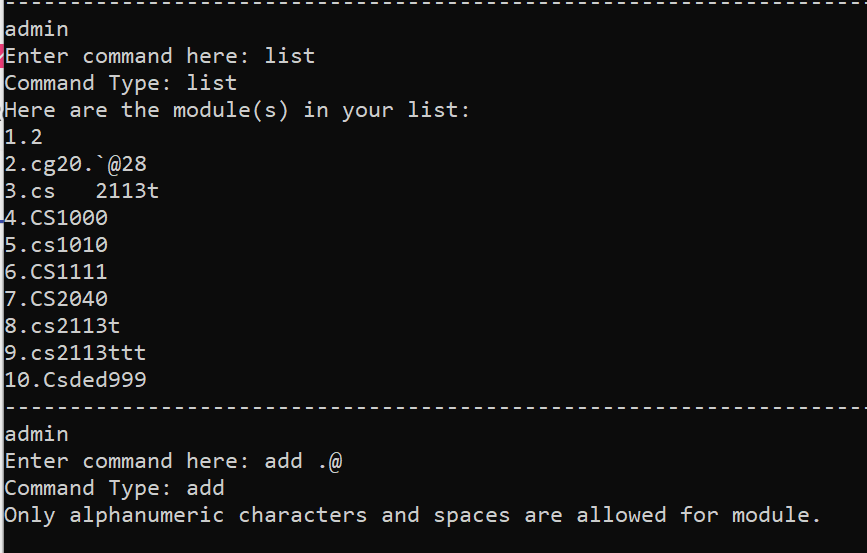 --------------------------------------------------------------------
admin
Enter command here: list
Command Type: list
Here are the module(s) in your list:
1.2
2.cg20.`@28
3.cs   2113t
4.CS1000
5.cs1010
6.CS1111
7.CS2040
8.cs2113t
9.cs2113ttt
10.Csded999
--------------------------------------------------------------------
admin
Enter command here: add .@
Command Type: add
Only alphanumeric characters and spaces are allowed for module.